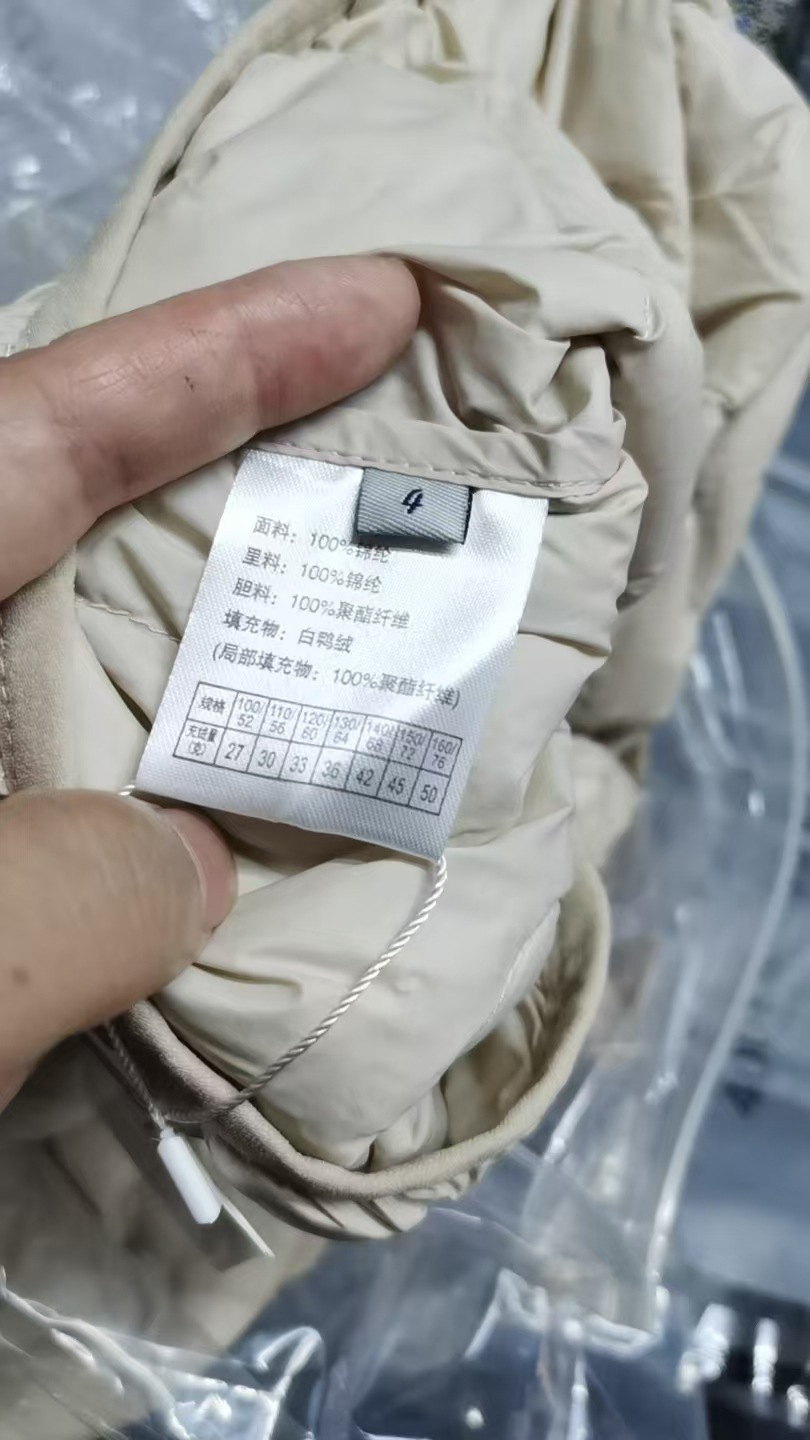 4
面料：100%锦纶
里料：100%锦纶
胆料：100%聚酯纤维
填充物：白鸭绒
(局部填充物：100%聚酯纤维)
规格 100/52 110/56 120/60 130/64 140/68 150/72 160/76
充绒量(克) 27 30 33 36 42 45 50